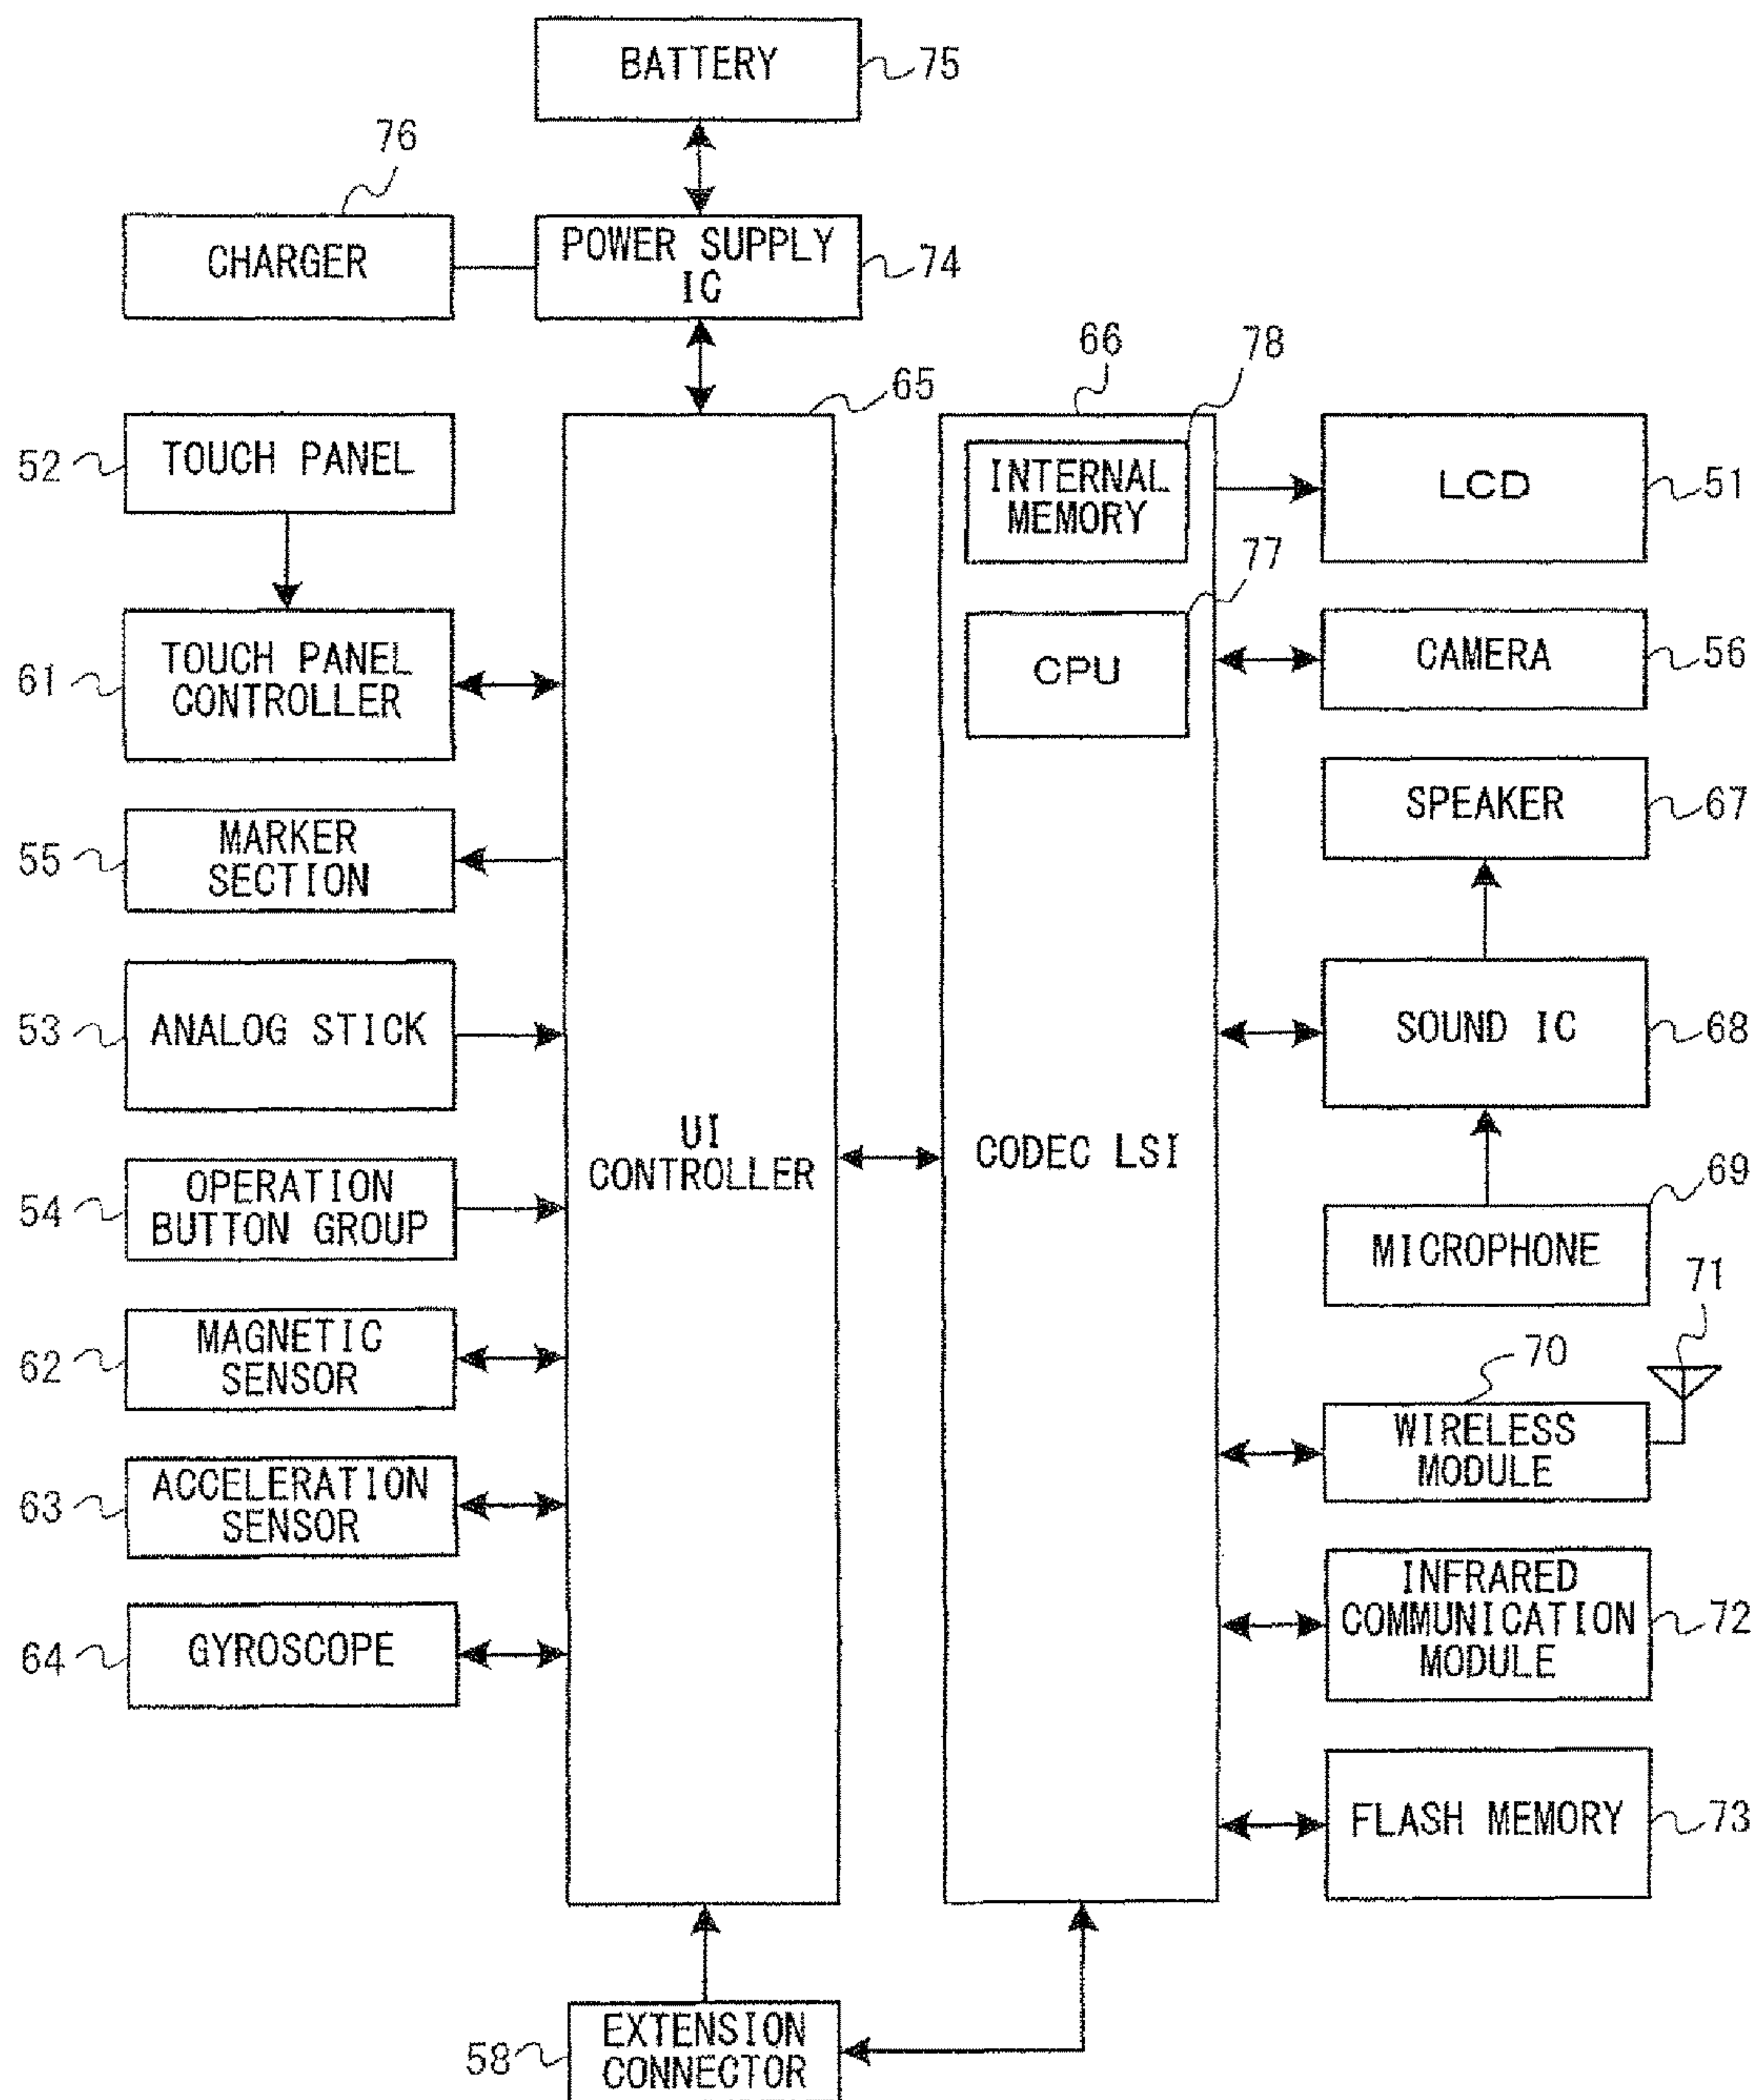 BATTERY
75
76
CHARGER
POWER SUPPLY
IC
74
65
66
78
52
TOUCH PANEL
INTERNAL
MEMORY
LCD
51
77
61
TOUCH PANEL
CONTROLLER
CPU
CAMERA
56
55
MARKER
SECTION
SPEAKER
67
53
ANALOG STICK
SOUND IC
68
UI
CONTROLLER
CODEC LSI
54
OPERATION
BUTTON GROUP
69
MICROPHONE
71
62
MAGNETIC
SENSOR
70
WIRELESS
MODULE
63
ACCELERATION
SENSOR
INFRARED
COMMUNICATION
MODULE
72
64
GYROSCOPE
FLASH MEMORY
73
58
EXTENSION
CONNECTOR